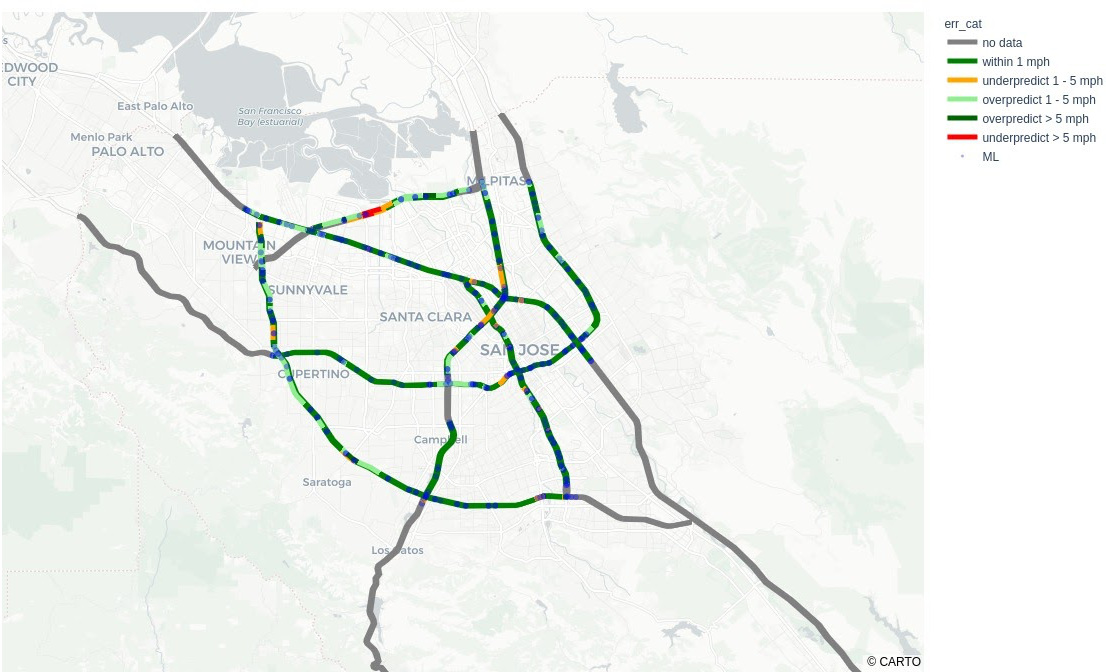 EDWOOD
CITY
East Palo Alto
San Francisco
Bay (estuarial)
Menlo Park
PALO ALTO
MILPITAS
MOUNTAIN
VIEW
SUNNYVALE
SANTA CLARA
SAN JOSE
CUPERTINO
Campbell
Saratoga
Los Gatos
© CARTO
err_cat
no data
within 1 mph
underpredict 1 - 5 mph
overpredict 1 - 5 mph
overpredict > 5 mph
underpredict > 5 mph
ML